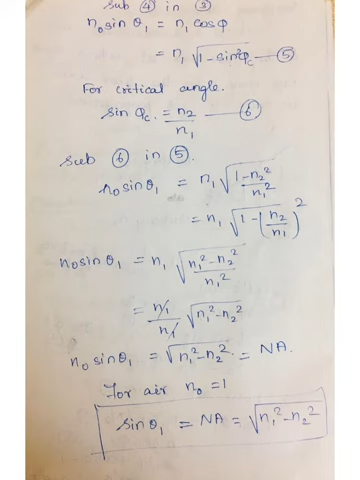 Sub ④ in ②
n₀ sin θ₁ = n₁ cos φ
= n₁ √(1 - sin²φc) — ⑤
For critical angle.
sin φc = n₂/n₁ — ⑥
Sub ⑥ in ⑤.
n₀ sin θ₁ = n₁ √(1 - n₂²/n₁²)
= n₁ √(1 - (n₂/n₁)²)
n₀ sin θ₁ = n₁ √((n₁² - n₂²)/n₁²)
= n₁/n₁ √(n₁² - n₂²)
n₀ sin θ₁ = √(n₁² - n₂²) = NA.
For air n₀ = 1
sin θ₁ = NA = √(n₁² - n₂²)